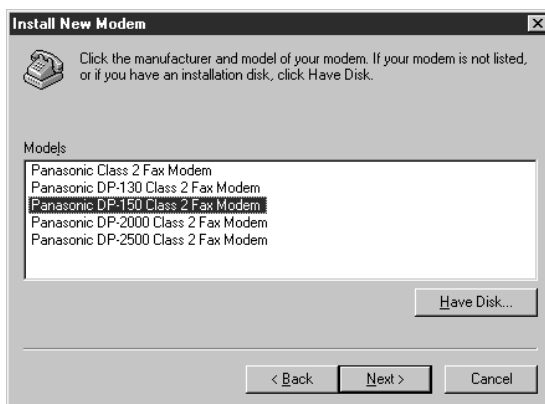 Install New Modem
Click the manufacturer and model of your modem. If your modem is not listed,
or if you have an installation disk, click Have Disk.
Models
Panasonic Class 2 Fax Modem
Panasonic DP-130 Class 2 Fax Modem
Panasonic DP-150 Class 2 Fax Modem
Panasonic DP-2000 Class 2 Fax Modem
Panasonic DP-2500 Class 2 Fax Modem
Have Disk...
< Back Next > Cancel